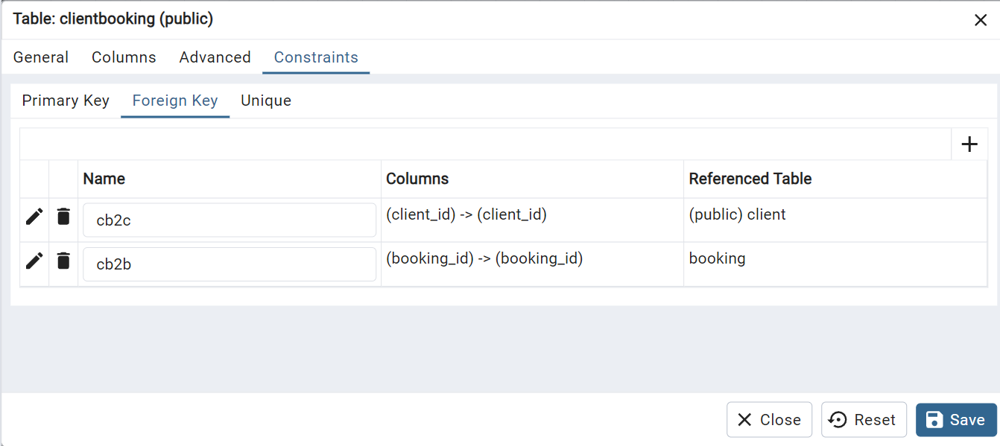 Table: clientbooking (public)
General Columns Advanced Constraints
Primary Key Foreign Key Unique
Name Columns Referenced Table
cb2c (client_id) -> (client_id) (public) client
cb2b (booking_id) -> (booking_id) booking
Close Reset Save